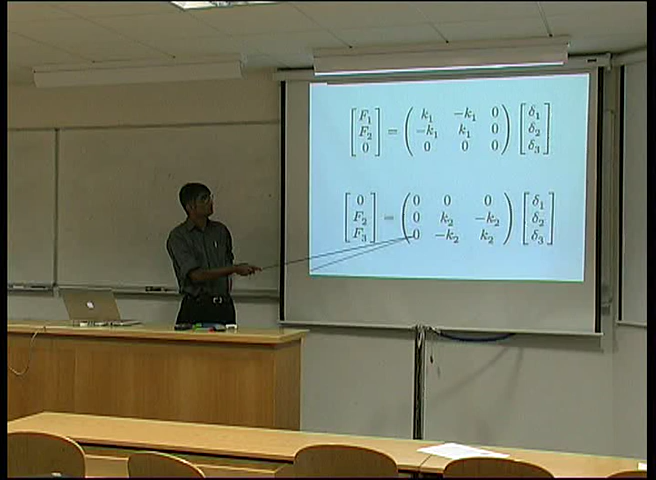 [F₁ F₂ 0] = (k₁ −k₁ 0; −k₁ k₁ 0; 0 0 0) [δ₁ δ₂ δ₃]
[0 F₂ F₃] = (0 0 0; 0 k₂ −k₂; 0 −k₂ k₂) [δ₁ δ₂ δ₃]